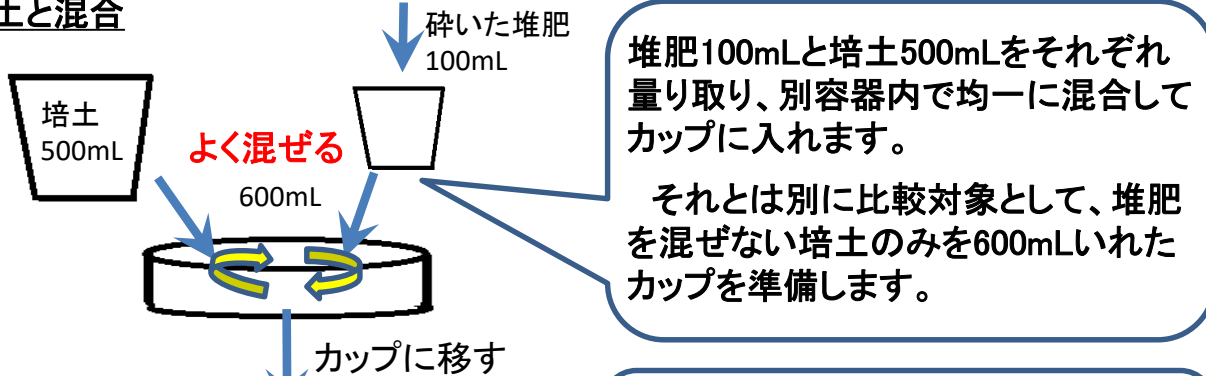 土と混合
砕いた堆肥
100mL
培土
500mL
よく混ぜる
600mL
カップに移す
堆肥100mLと培土500mLをそれぞれ
量り取り、別容器内で均一に混合して
カップに入れます。
それとは別に比較対象として、堆肥
を混ぜない培土のみを600mLいれた
カップを準備します。